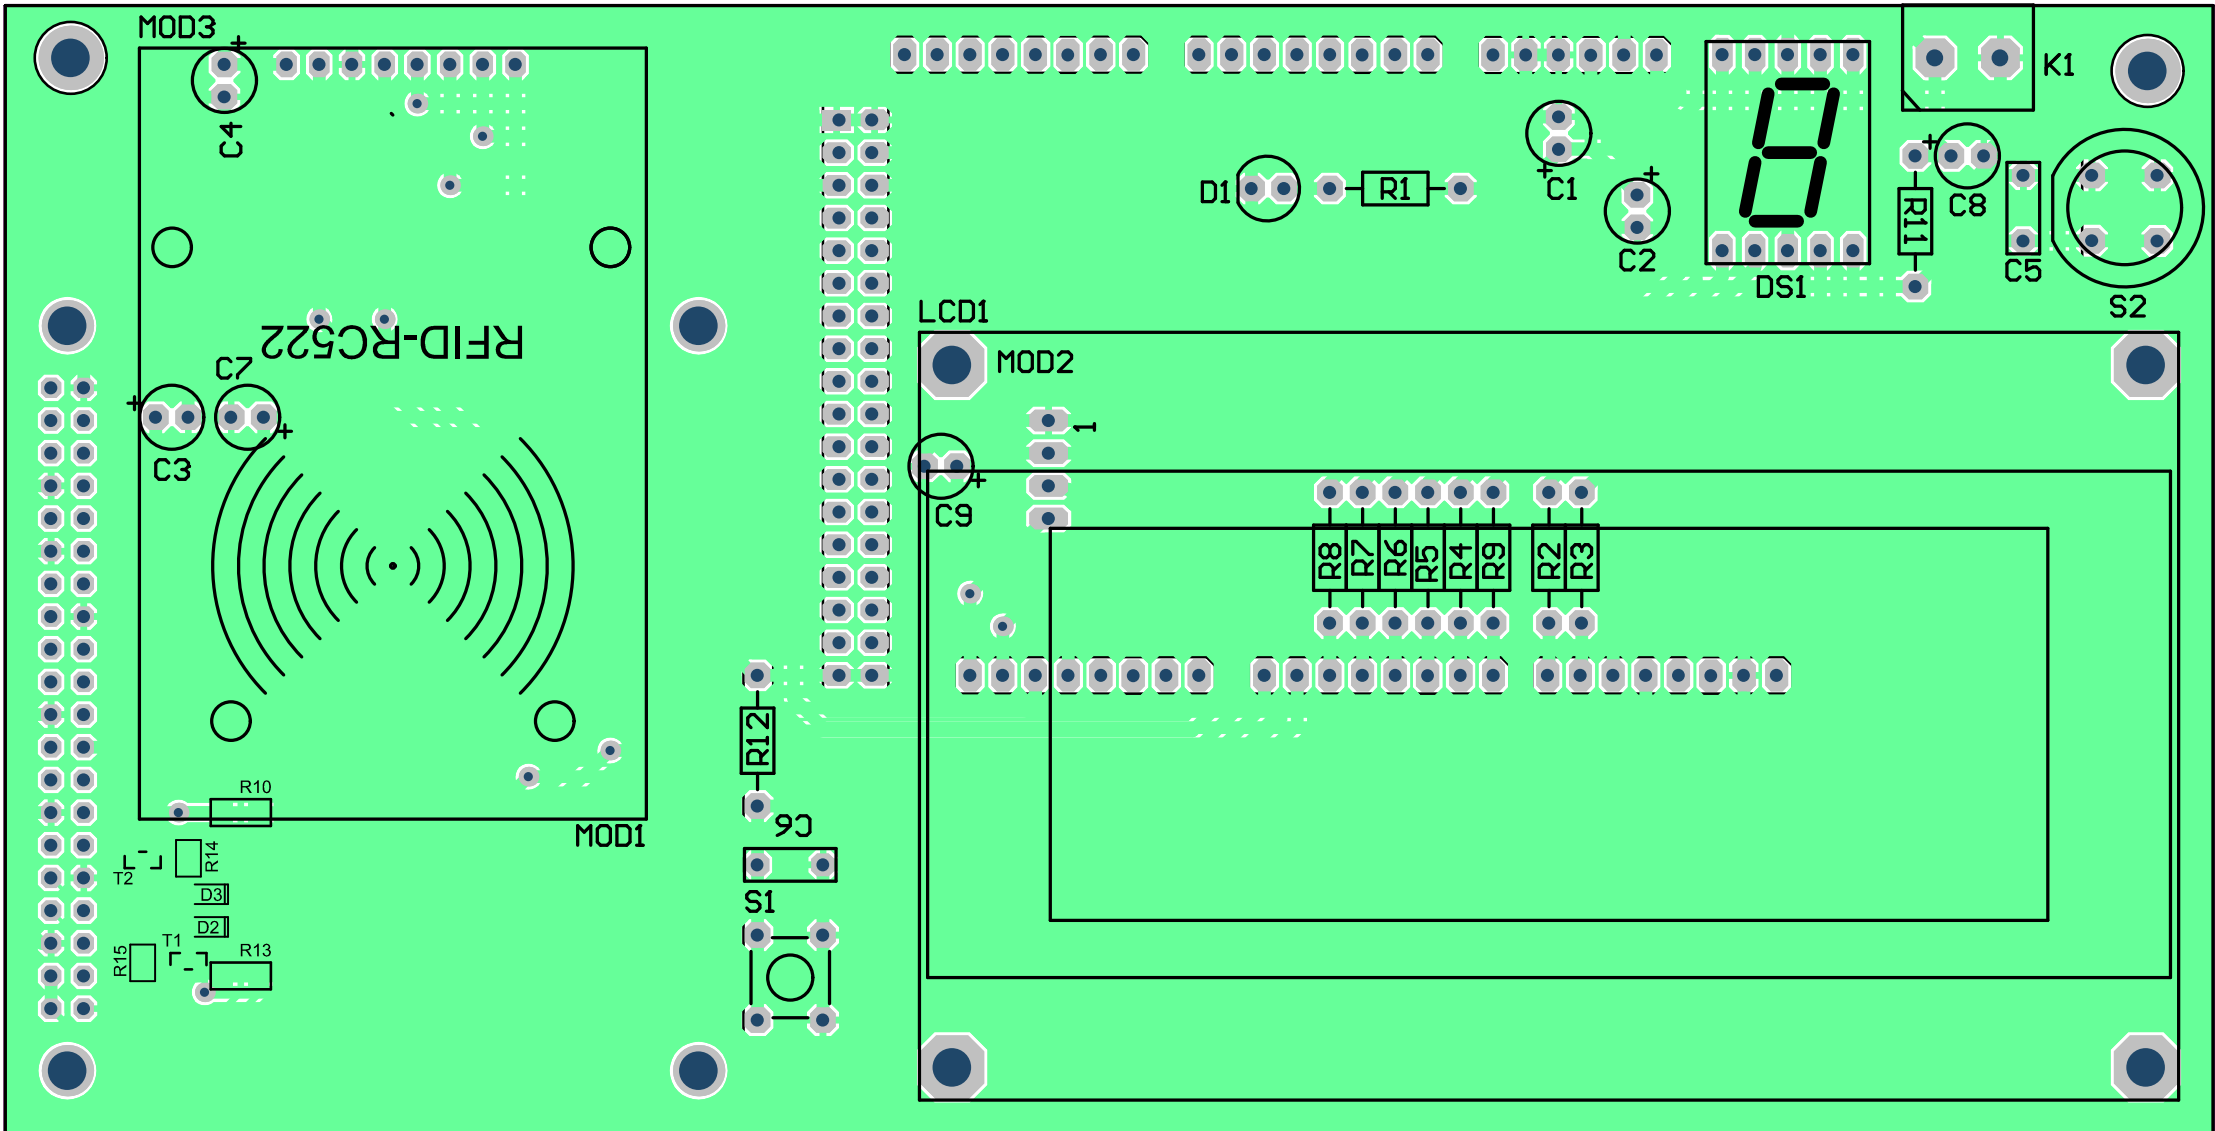 MOD3
K1
+
C4
D1
R1
+
C1
+
C2
DS1
+
C8
R11
C5
S2
LCD1
MOD2
RFID-RC522
C7
+
+
C3
1
+
C9
R8
R7
R6
R5
R4
R9
R2
R3
R12
R10
MOD1
C6
R14
T2
D3
D2
S1
T1
R15
R13